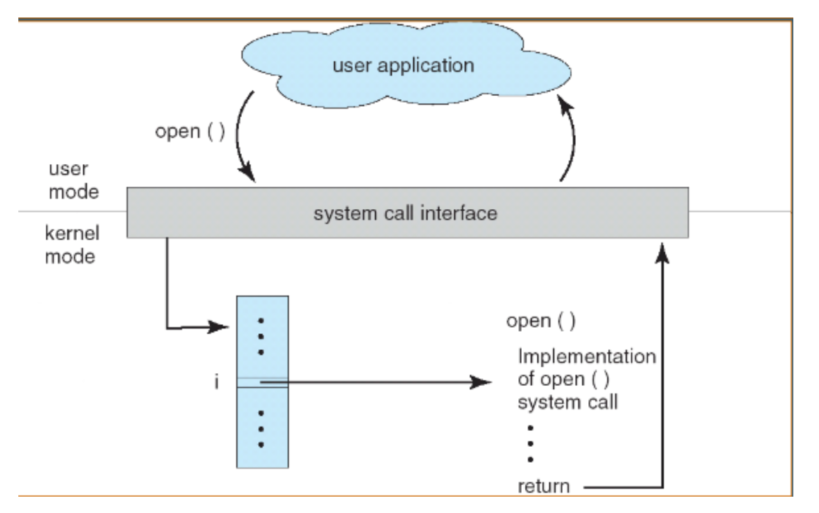 user application
open ( )
user
mode
system call interface
kernel
mode
open ( )
i
Implementation
of open ( )
system call
return